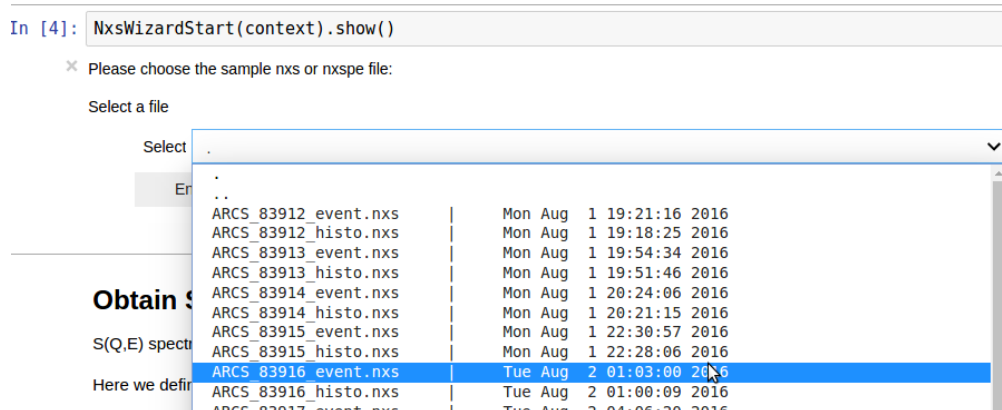 In [4]: NxsWizardStart(context).show()
Please choose the sample nxs or nxspe file:
Select a file
Select .
.
..
En
ARCS_83912_event.nxs | Mon Aug 1 19:21:16 2016
ARCS_83912_histo.nxs | Mon Aug 1 19:18:25 2016
ARCS_83913_event.nxs | Mon Aug 1 19:54:34 2016
ARCS_83913_histo.nxs | Mon Aug 1 19:51:46 2016
ARCS_83914_event.nxs | Mon Aug 1 20:24:06 2016
ARCS_83914_histo.nxs | Mon Aug 1 20:21:15 2016
Obtain S
ARCS_83915_event.nxs | Mon Aug 1 22:30:57 2016
S(Q,E) spectr
ARCS_83915_histo.nxs | Mon Aug 1 22:28:06 2016
ARCS_83916_event.nxs | Tue Aug 2 01:03:00 2016
Here we defin
ARCS_83916_histo.nxs | Tue Aug 2 01:00:09 2016